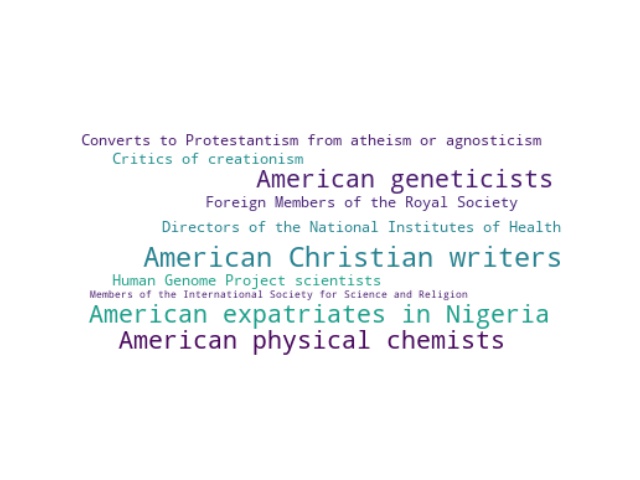 Converts to Protestantism from atheism or agnosticism
Critics of creationism
American geneticists
Foreign Members of the Royal Society
Directors of the National Institutes of Health
American Christian writers
Human Genome Project scientists
Members of the International Society for Science and Religion
American expatriates in Nigeria
American physical chemists